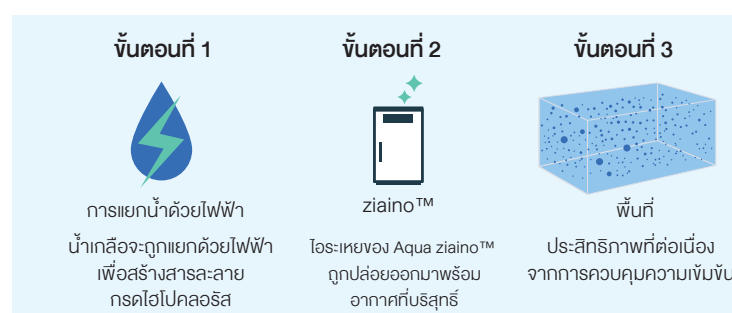 ขั้นตอนที่ 1
การแยกน้ำด้วยไฟฟ้า
น้ำเกลือจะถูกแยกด้วยไฟฟ้า
เพื่อสร้างสารละลาย
กรดไฮโปคลอรัส
ขั้นตอนที่ 2
ziaino™
ไอระเหยของ Aqua ziaino™
ถูกปล่อยออกมาพร้อม
อากาศที่บริสุทธิ์
ขั้นตอนที่ 3
พื้นที่
ประสิทธิภาพที่ต่อเนื่อง
จากการควบคุมความเข้มข้น